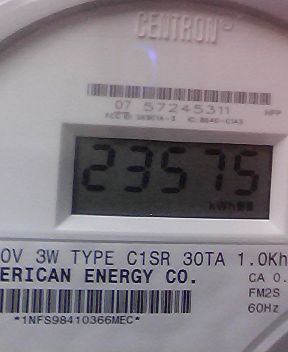 CENTRON®
07 57245311
23575
kWh
0V 3W TYPE C1SR 30TA 1.0Kh
ERICAN ENERGY CO.
CA 0.
FM2S
60Hz
*1NFS98410366MEC*